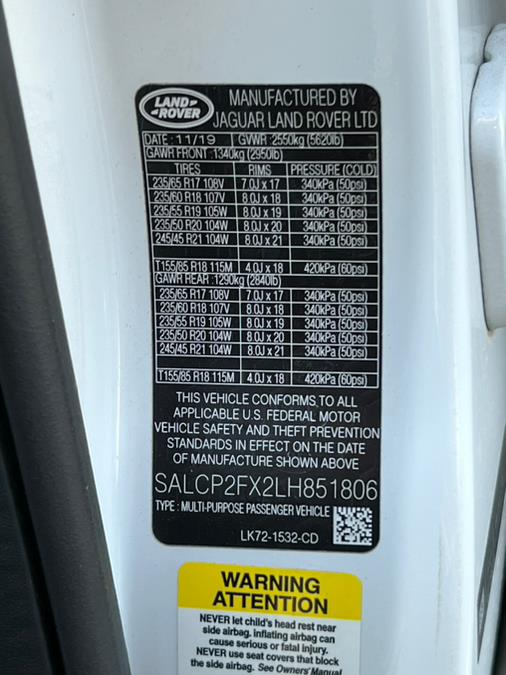 LAND ROVER
MANUFACTURED BY
JAGUAR LAND ROVER LTD
DATE: 11/19 GVWR :2550kg (5620lb)
GAWR FRONT : 1340kg (2950lb)
TIRES RIMS PRESSURE (COLD)
235/65 R17 108V 7.0J x 17 340kPa (50psi)
235/60 R18 107V 8.0J x 18 340kPa (50psi)
235/55 R19 105W 8.0J x 19 340kPa (50psi)
235/50 R20 104W 8.0J x 20 340kPa (50psi)
245/45 R21 104W 8.0J x 21 340kPa (50psi)
T155/85 R18 115M 4.0J x 18 420kPa (60psi)
GAWR REAR : 1290kg (2840lb)
235/65 R17 108V 7.0J x 17 340kPa (50psi)
235/60 R18 107V 8.0J x 18 340kPa (50psi)
235/55 R19 105W 8.0J x 19 340kPa (50psi)
235/50 R20 104W 8.0J x 20 340kPa (50psi)
245/45 R21 104W 8.0J x 21 340kPa (50psi)
T155/85 R18 115M 4.0J x 18 420kPa (60psi)
THIS VEHICLE CONFORMS TO ALL
APPLICABLE U.S. FEDERAL MOTOR
VEHICLE SAFETY AND THEFT PREVENTION
STANDARDS IN EFFECT ON THE DATE
OF MANUFACTURE SHOWN ABOVE
SALCP2FX2LH851806
TYPE : MULTI-PURPOSE PASSENGER VEHICLE
LK72-1532-CD
WARNING
ATTENTION
NEVER let child's head rest near
side airbag. inflating airbag can
cause serious or fatal injury.
NEVER use seat covers that block
the side airbag. See Owners Manual